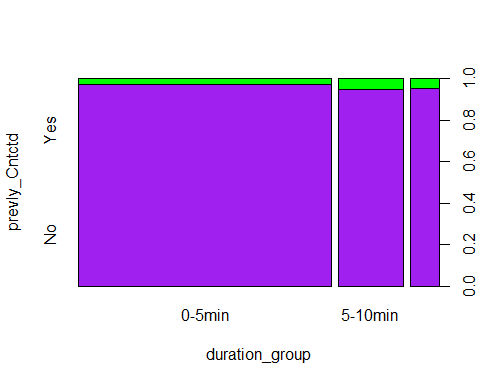 prevly_Cntctd
Yes
No
1.0
0.8
0.6
0.4
0.2
0.0
0-5min
5-10min
duration_group